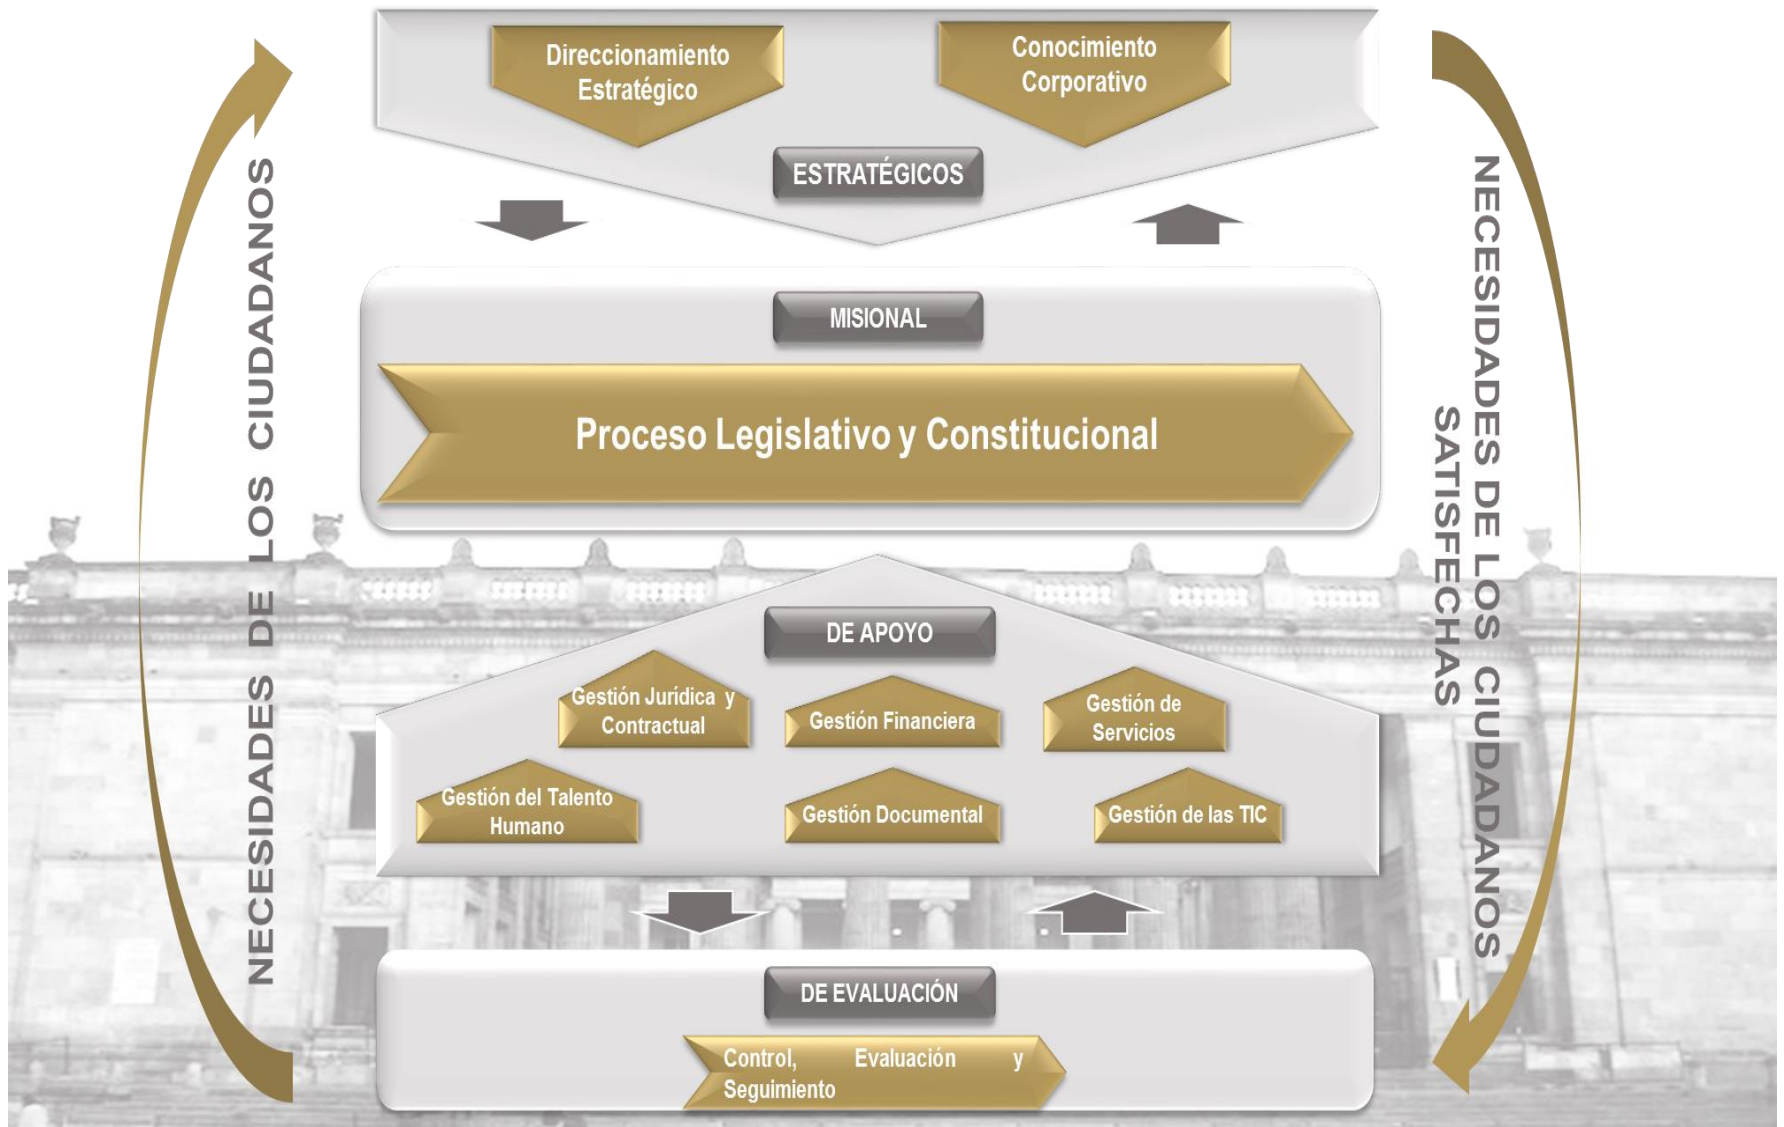 Direccionamiento
Estratégico
Conocimiento
Corporativo
ESTRATÉGICOS
NECESIDADES DE LOS CIUDADANOS
NECESIDADES DE LOS CIUDADANOS
SATISFECHAS
MISIONAL
Proceso Legislativo y Constitucional
DE APOYO
Gestión Jurídica y
Contractual
Gestión Financiera
Gestión de
Servicios
Gestión del Talento
Humano
Gestión Documental
Gestión de las TIC
DE EVALUACIÓN
Control, Evaluación y
Seguimiento